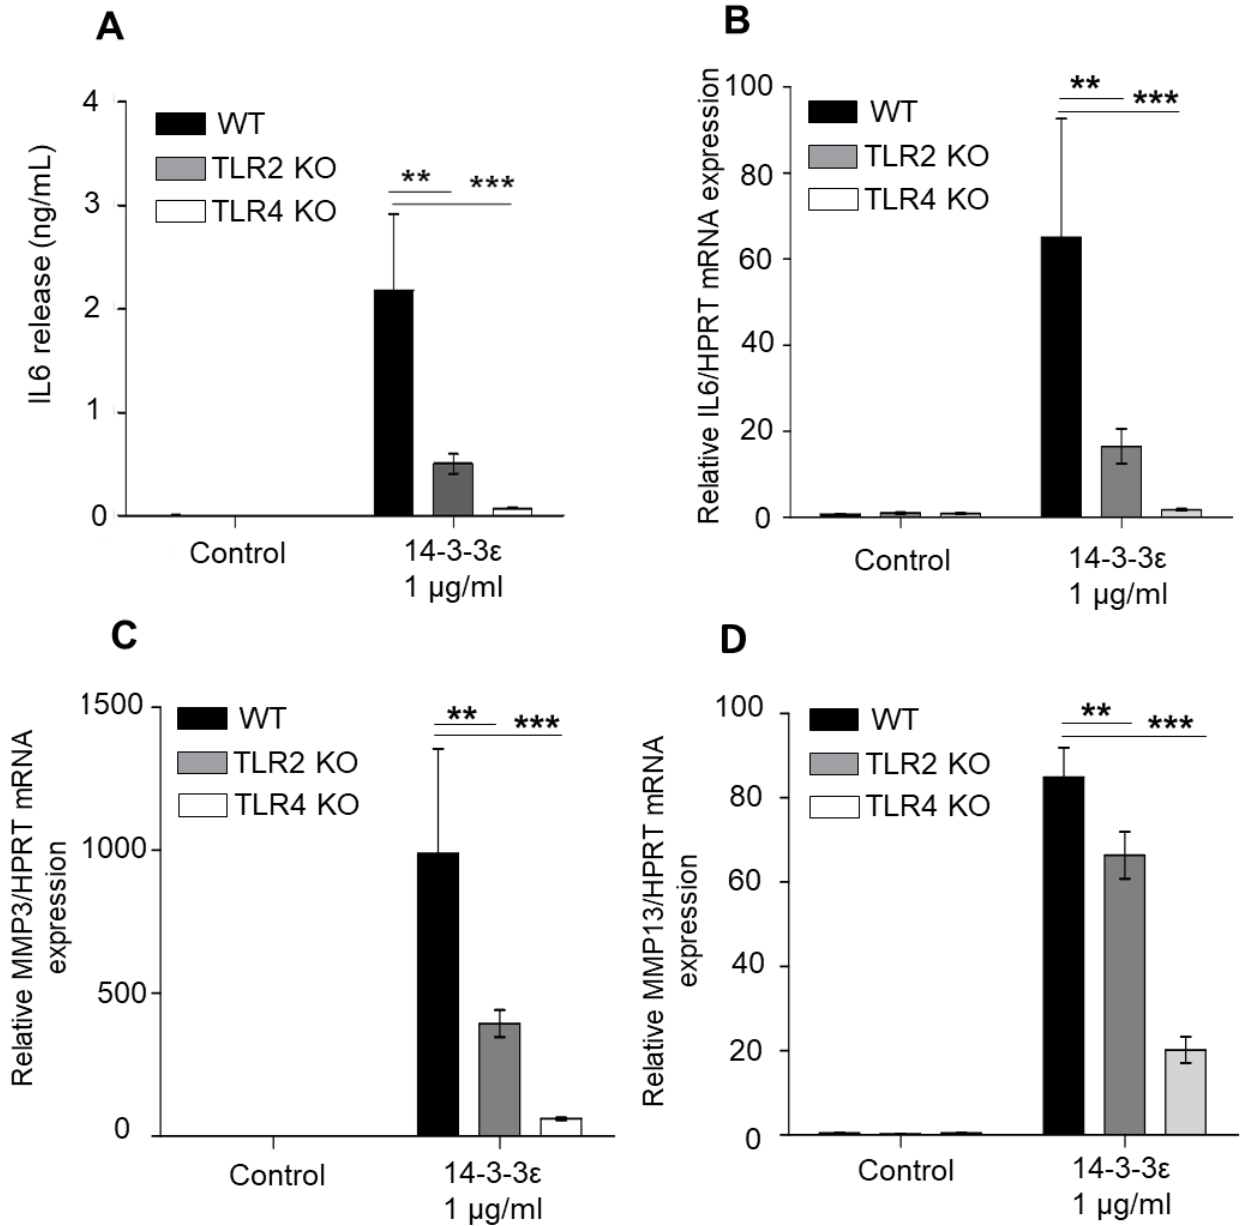 A
IL6 release (ng/mL)
4
3
2
1
0
WT
TLR2 KO
TLR4 KO
**
***
Control
14-3-3ε
1 µg/ml
B
Relative IL6/HPRT mRNA expression
100
80
60
40
20
0
WT
TLR2 KO
TLR4 KO
**
***
Control
14-3-3ε
1 µg/ml
C
Relative MMP3/HPRT mRNA
expression
1500
1000
500
0
WT
TLR2 KO
TLR4 KO
**
***
Control
14-3-3ε
1 µg/ml
D
Relative MMP13/HPRT mRNA
expression
100
80
60
40
20
0
WT
TLR2 KO
TLR4 KO
**
***
Control
14-3-3ε
1 µg/ml